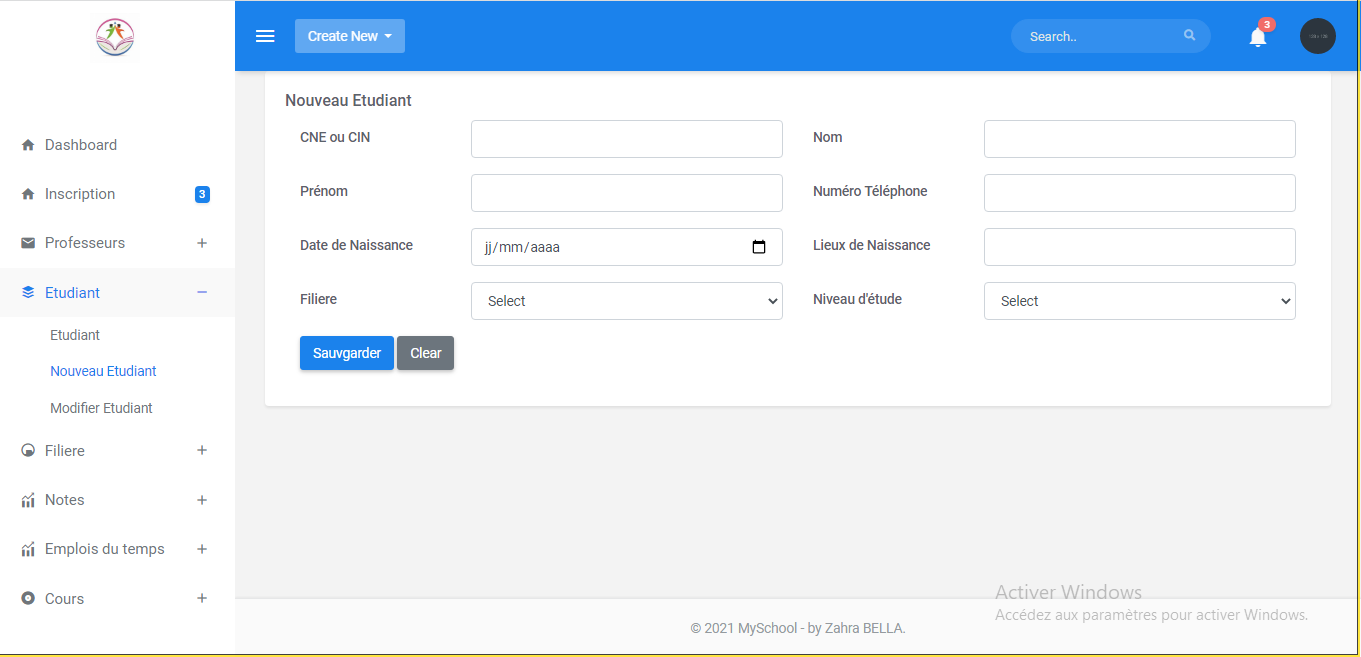 Create New
Search..
3
Dashboard
Inscription
3
Professeurs
Etudiant
Etudiant
Nouveau Etudiant
Modifier Etudiant
Filiere
Notes
Emplois du temps
Cours
Nouveau Etudiant
CNE ou CIN
Nom
Prénom
Numéro Téléphone
Date de Naissance
jj/mm/aaaa
Lieux de Naissance
Filiere
Select
Niveau d'étude
Select
Sauvgarder
Clear
Activer Windows
Accédez aux paramètres pour activer Windows.
© 2021 MySchool - by Zahra BELLA.